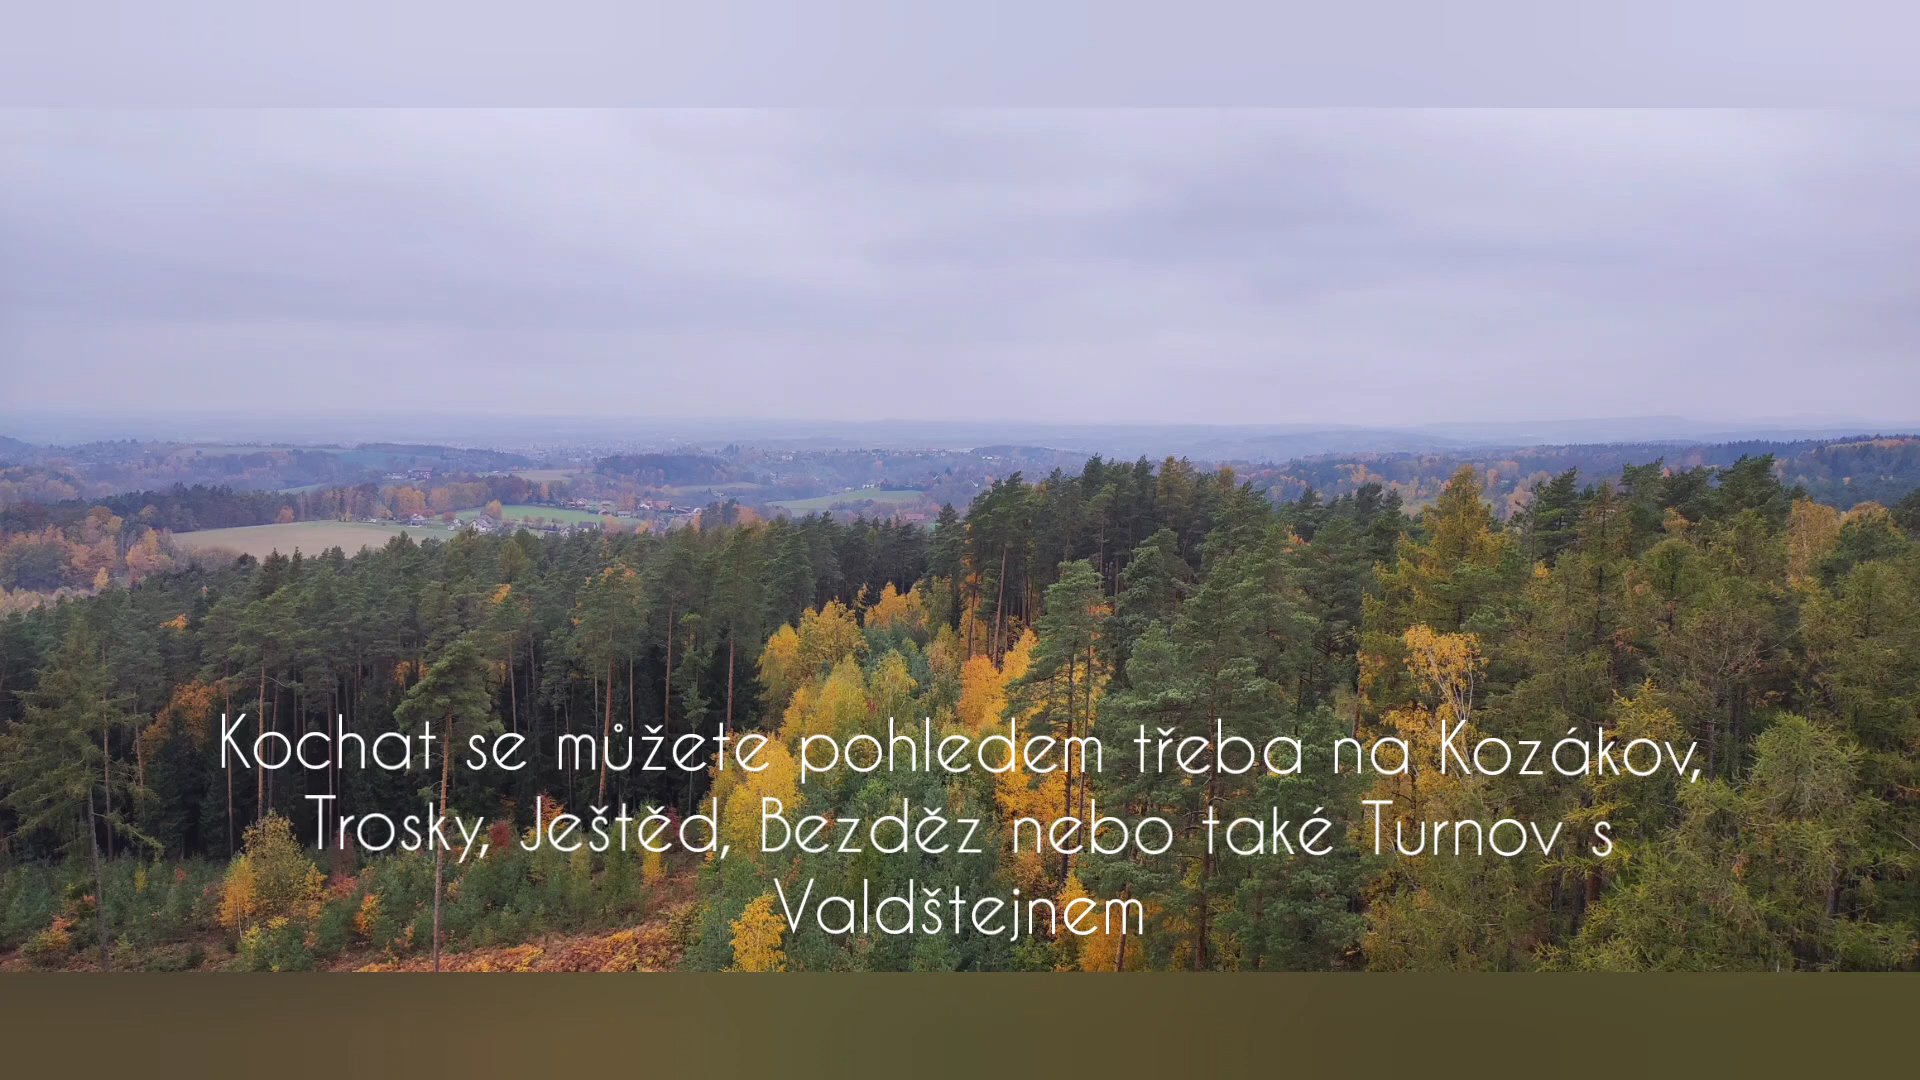 Kochat se můžete pohledem třeba na Kozákov,
Trosky, Ještěd, Bezděz nebo také Turnov s
Valdštejnem